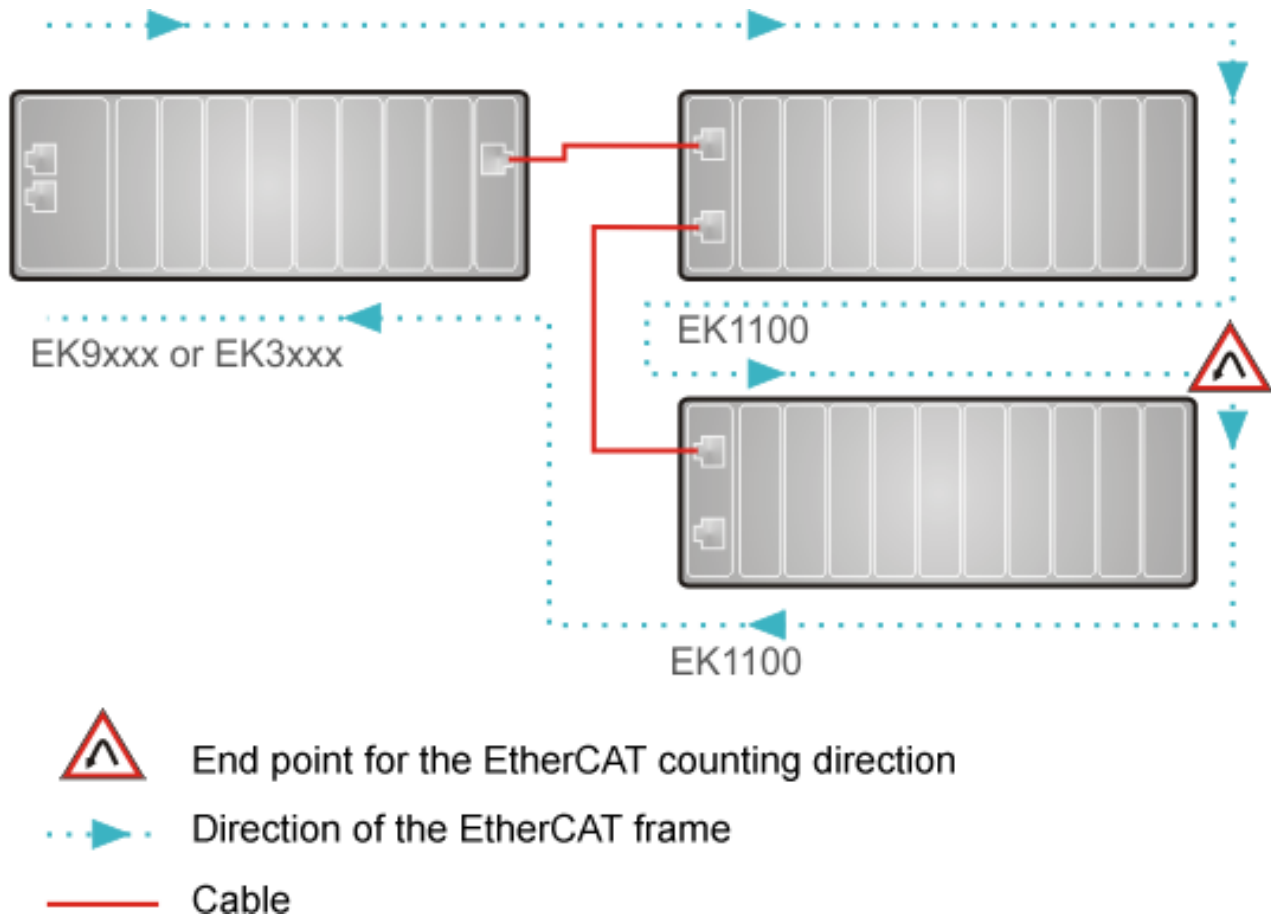 EK1100
EK9xxx or EK3xxx
EK1100
End point for the EtherCAT counting direction
Direction of the EtherCAT frame
Cable